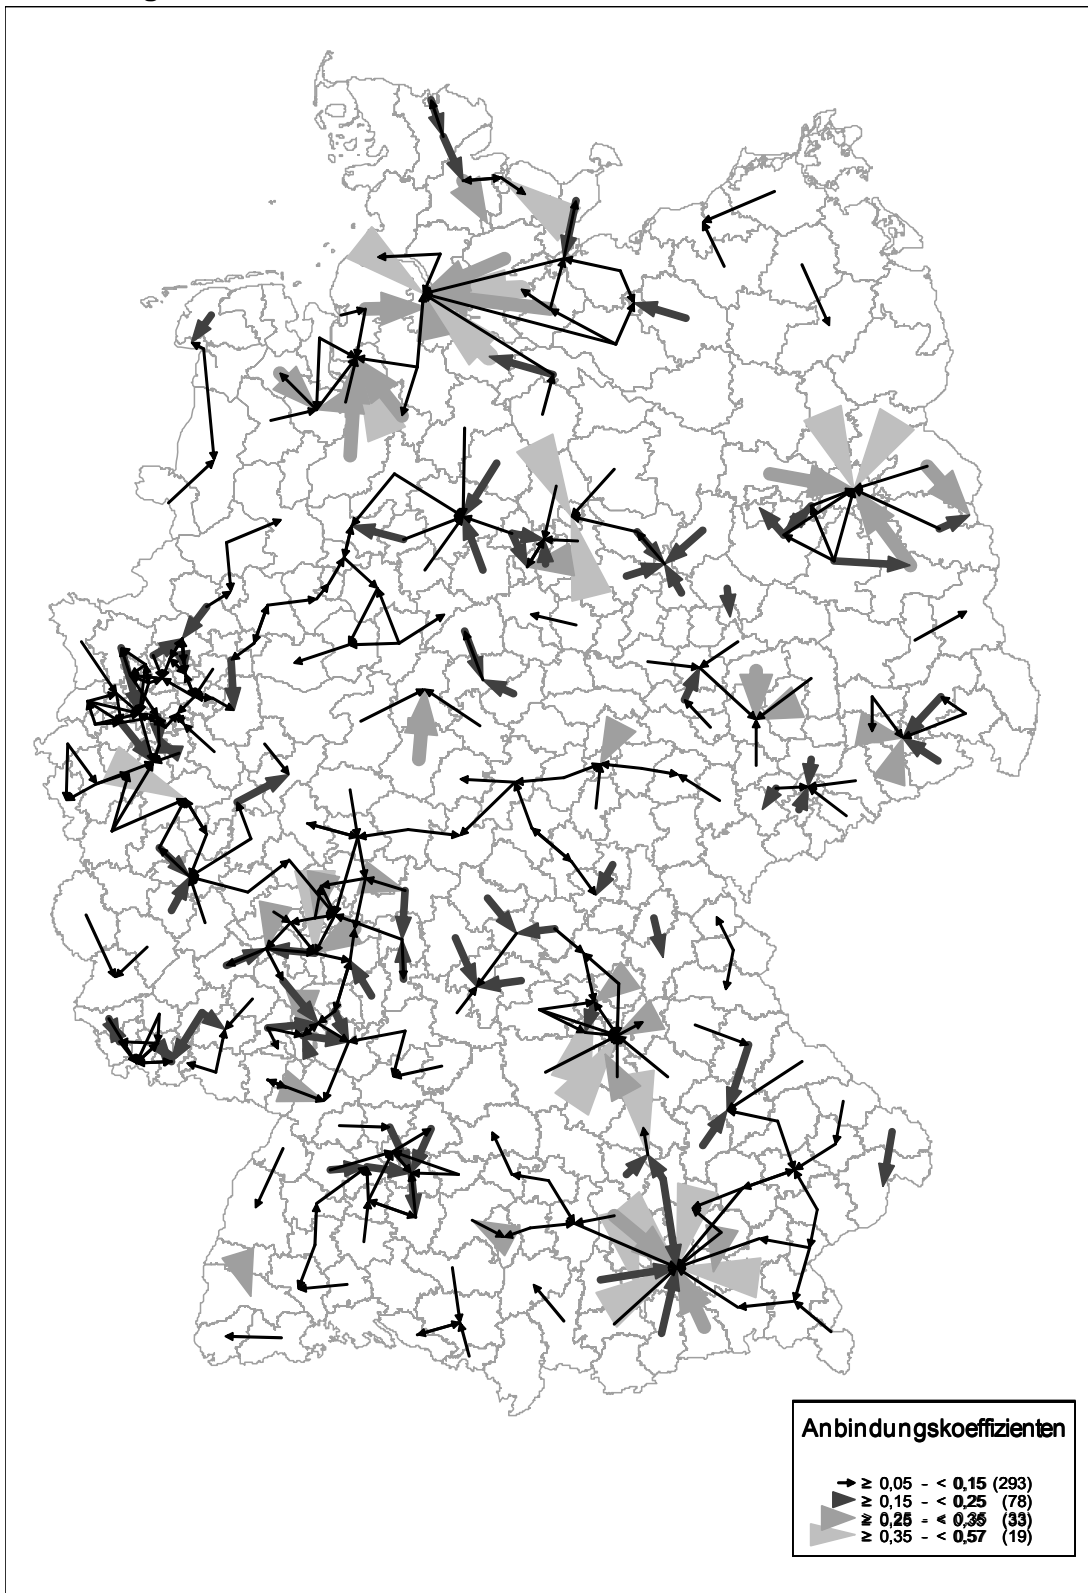 Anbindungskoeffizienten
≥ 0,05 - < 0,15 (293)
≥ 0,15 - < 0,25 (78)
≥ 0,25 - < 0,35 (33)
≥ 0,35 - < 0,57 (19)